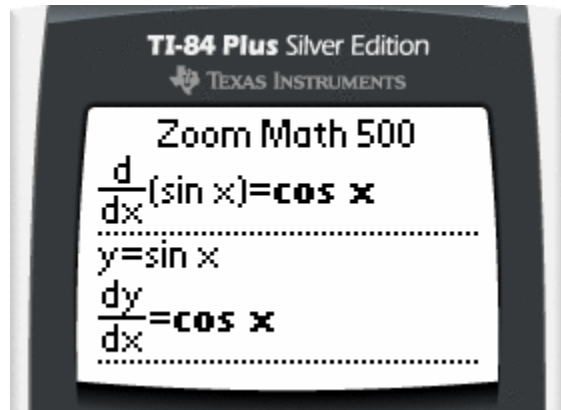 TI-84 Plus Silver Edition
TEXAS INSTRUMENTS
Zoom Math 500
d/dx(sin x)=cos x
y=sin x
dy/dx=cos x